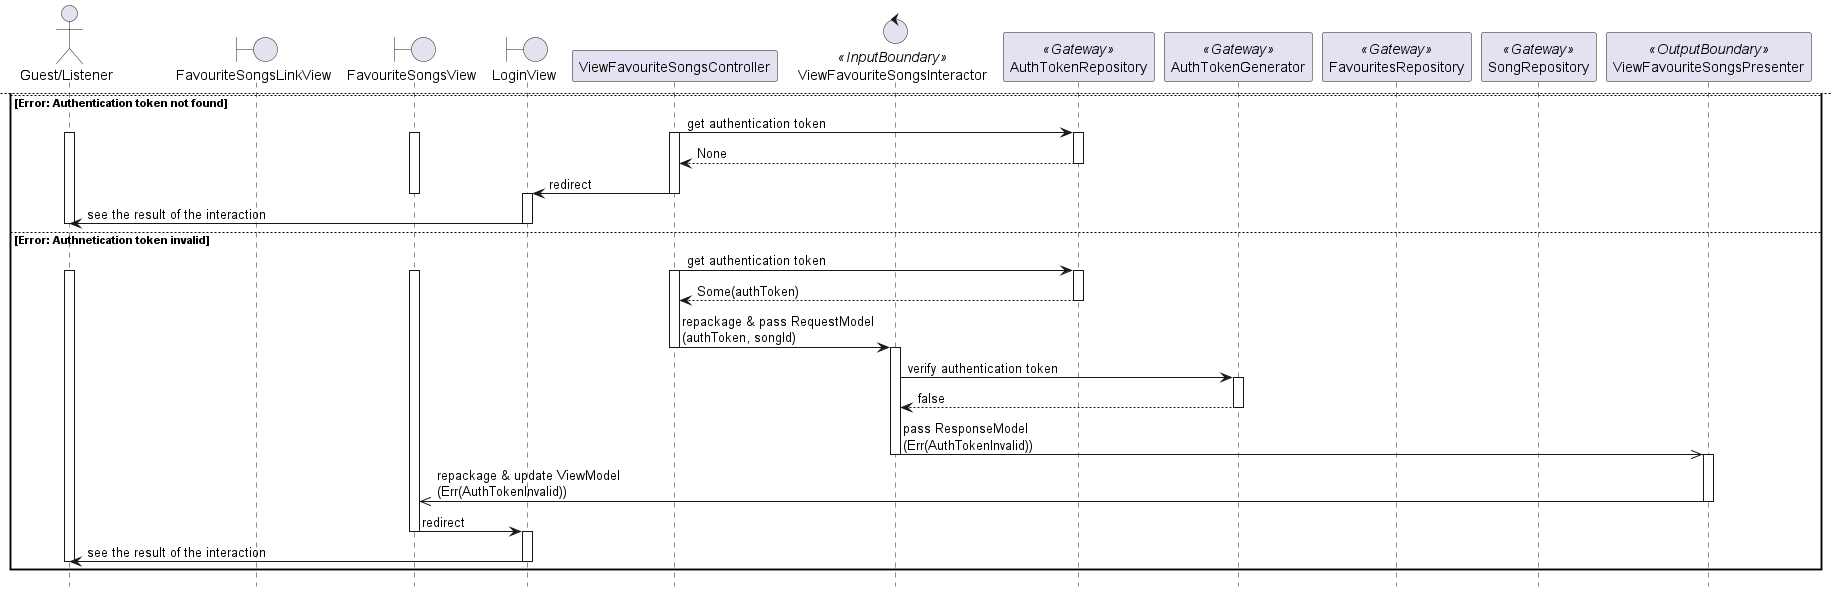 Guest/Listener
FavouriteSongsLinkView
FavouriteSongsView
LoginView
ViewFavouriteSongsController
«InputBoundary»
ViewFavouriteSongsInteractor
«Gateway»
AuthTokenRepository
«Gateway»
AuthTokenGenerator
«Gateway»
FavouritesRepository
«Gateway»
SongRepository
«OutputBoundary»
ViewFavouriteSongsPresenter
[Error: Authentication token not found]
get authentication token
None
redirect
see the result of the interaction
[Error: Authnetication token invalid]
get authentication token
Some(authToken)
repackage & pass RequestModel
(authToken, songId)
verify authentication token
false
pass ResponseModel
(Err(AuthTokenInvalid))
repackage & update ViewModel
(Err(AuthTokenInvalid))
redirect
see the result of the interaction